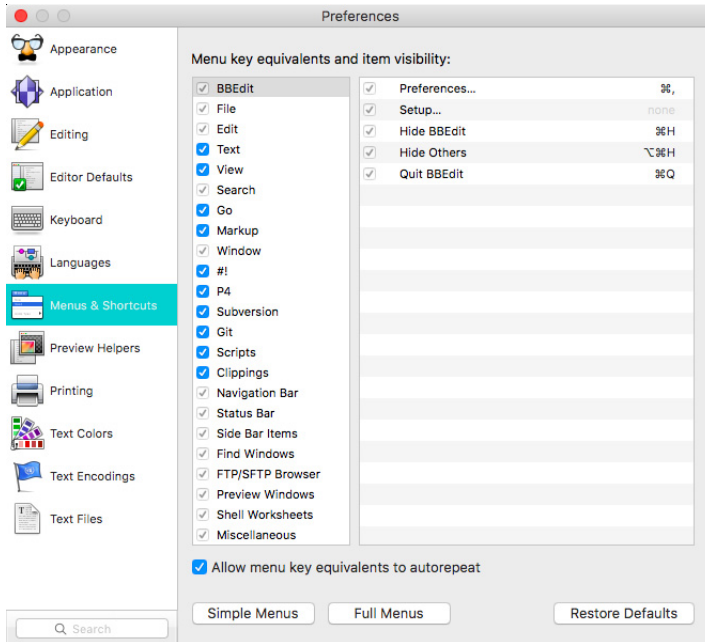 Preferences
Appearance
Application
Editing
Editor Defaults
Keyboard
Languages
Menus & Shortcuts
Preview Helpers
Printing
Text Colors
Text Encodings
Text Files
Search
Menu key equivalents and item visibility:
BBEdit
File
Edit
Text
View
Search
Go
Markup
Window
#!
P4
Subversion
Git
Scripts
Clippings
Navigation Bar
Status Bar
Side Bar Items
Find Windows
FTP/SFTP Browser
Preview Windows
Shell Worksheets
Miscellaneous
Preferences... ⌘,
Setup... none
Hide BBEdit ⌘H
Hide Others ⌥⌘H
Quit BBEdit ⌘Q
Allow menu key equivalents to autorepeat
Simple Menus Full Menus Restore Defaults